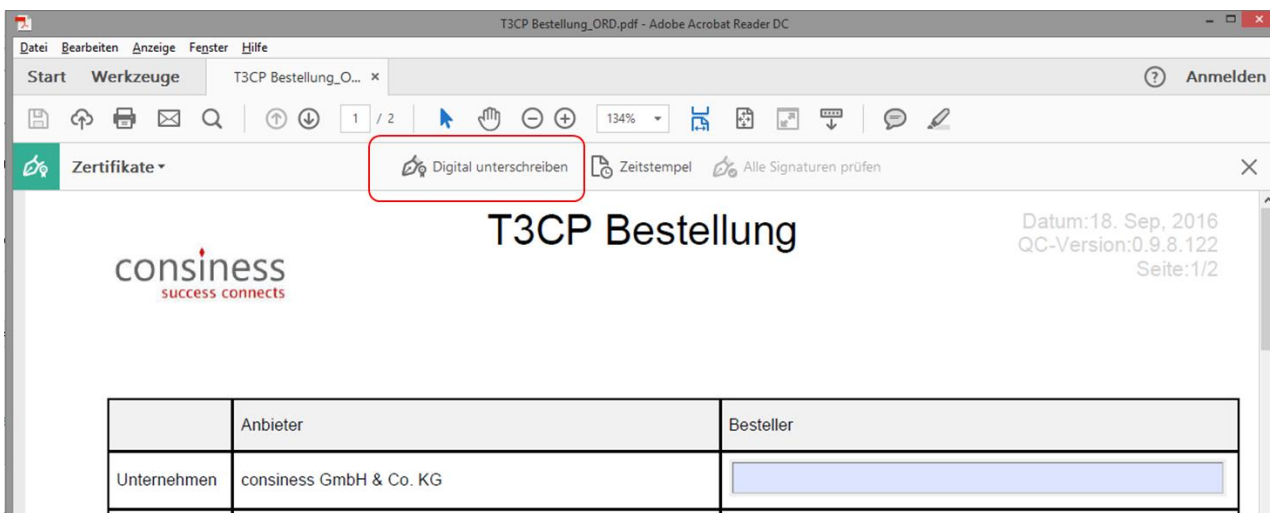 T3CP Bestellung_ORD.pdf - Adobe Acrobat Reader DC
Datei Bearbeiten Anzeige Fenster Hilfe
Start Werkzeuge T3CP Bestellung_O... × ? Anmelden
1 / 2 134%
Zertifikate Digital unterschreiben Zeitstempel Alle Signaturen prüfen
T3CP Bestellung
Datum:18. Sep, 2016
QC-Version:0.9.8.122
Seite:1/2
consiness
success connects
Anbieter Besteller
Unternehmen consiness GmbH & Co. KG